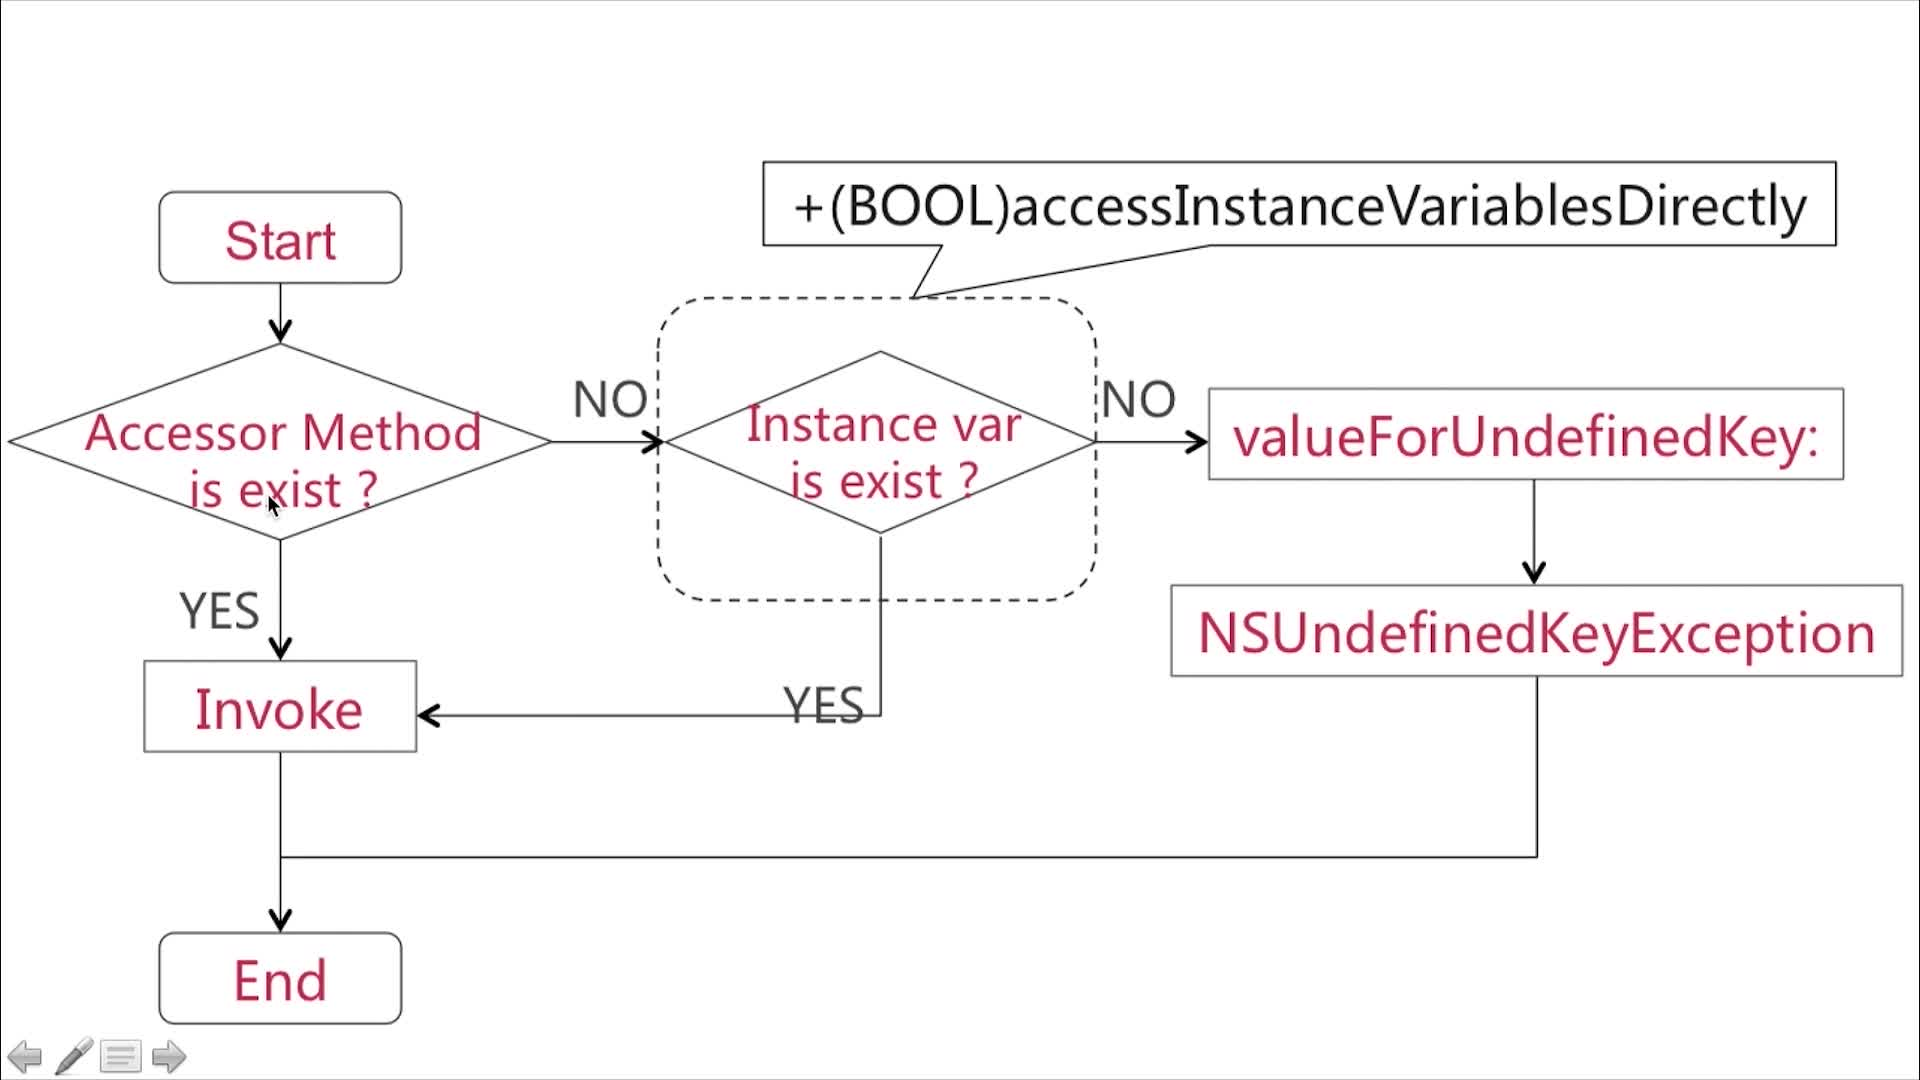 +(BOOL)accessInstanceVariablesDirectly
Start
NO
NO
Accessor Method
is exist ?
Instance var
is exist ?
valueForUndefinedKey:
YES
NSUndefinedKeyException
Invoke
YES
End